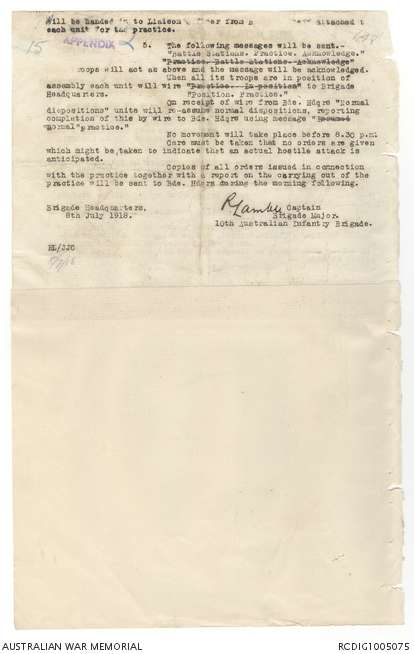 will be handed in to Liaison Officer from attached t
each unit for the practice.
15 APPENDIX 2
5. The following messages will be sent.-
"Battle Stations. Practice. Acknowledge."
"Practice. Battle Stations. Acknowledge"
Troops will act as above and the message will be acknowledged.
When all its troops are in position of
assembly each unit will wire "Practice. In position" to Brigade
Headquarters. "Position. Practice."
On receipt of wire from Bde. Hdqrs "Normal
dispositions" units will re-assume normal dispositions, reporting
completion of this by wire to Bde. Hdqrs using message "Resumed
normal "practice."
No movement will take place before 8.30 p.m.
Care must be taken that no orders are given
which might be taken to indicate that an actual hostile attack is
anticipated.
Copies of all orders issued in connection
with the practice together with a report on the carrying out of the
practice will be sent to Bde. Hdqrs during the morning following.
Brigade Headquarters,
8th July 1918.
Captain
Brigade Major.
10th Australian Infantry Brigade.
HL/JJC
AUSTRALIAN WAR MEMORIAL
RCDIG1005075